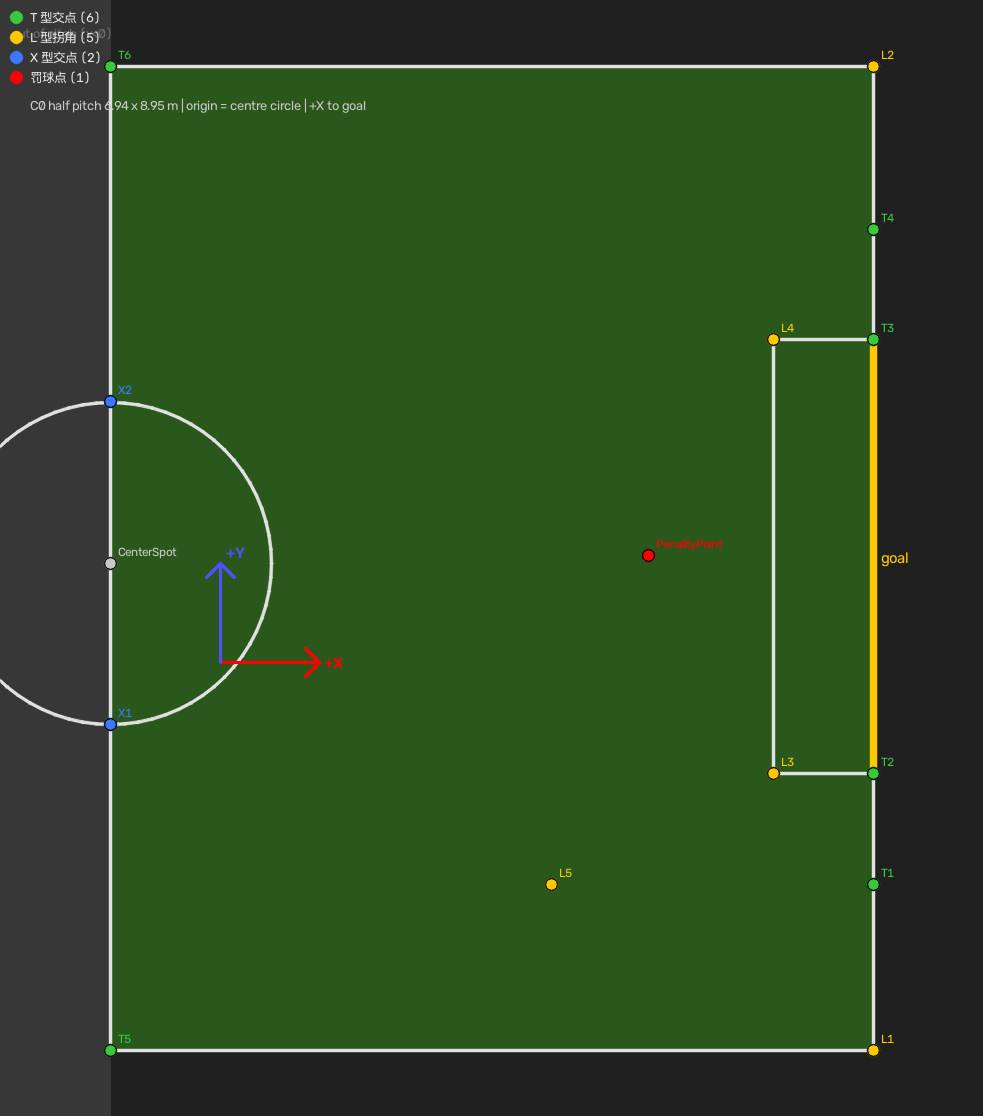 T 型交点 (6)
L 型拐角 (5)
X 型交点 (2)
罚球点 (1)
C0 half pitch 6.94 x 8.95 m | origin = centre circle | +X to goal
T6
L2
T4
L4
T3
X2
CenterSpot
+Y
PenaltyPoint
goal
+X
X1
L3
T2
L5
T1
T5
L1